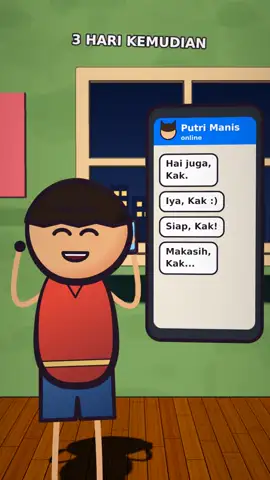 3 HARI KEMUDIAN
Putri Manis
online
Hai juga,
Kak.
Iya, Kak :)
Siap, Kak!
Makasih,
Kak...